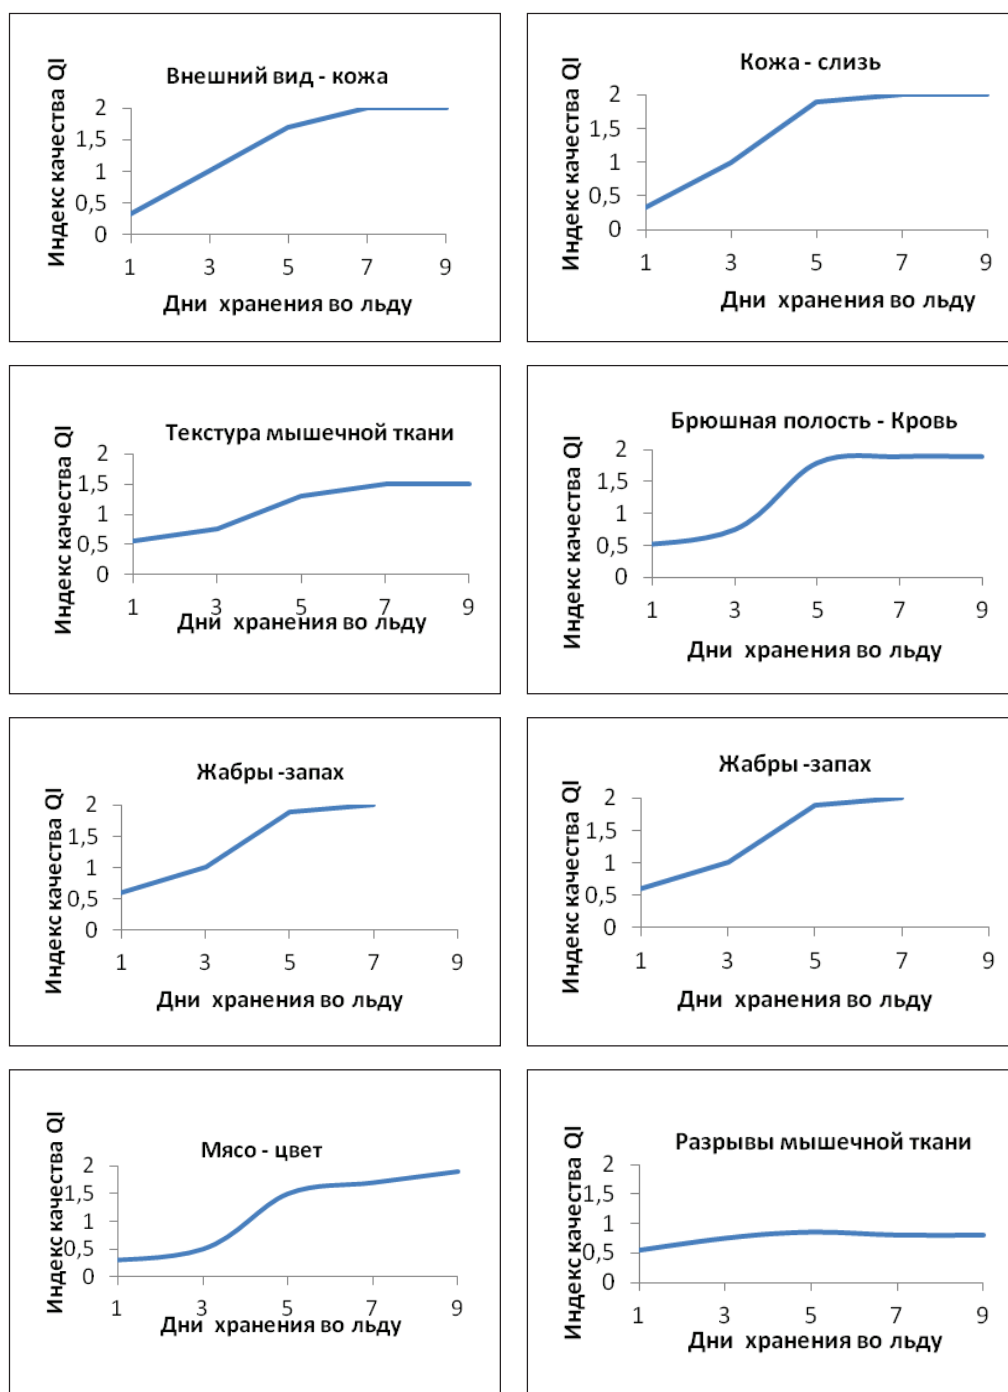 Внешний вид - кожа
Индекс качества QI
2
1,5
1
0,5
0
1 3 5 7 9
Дни хранения во льду
Кожа - слизь
Индекс качества QI
2
1,5
1
0,5
0
1 3 5 7 9
Дни хранения во льду
Текстура мышечной ткани
Индекс качества QI
2
1,5
1
0,5
0
1 3 5 7 9
Дни хранения во льду
Брюшная полость - Кровь
Индекс качества QI
2
1,5
1
0,5
0
1 3 5 7 9
Дни хранения во льду
Жабры -запах
Индекс качества QI
2
1,5
1
0,5
0
1 3 5 7 9
Дни хранения во льду
Жабры -запах
Индекс качества QI
2
1,5
1
0,5
0
1 3 5 7 9
Дни хранения во льду
Мясо - цвет
Индекс качества QI
2
1,5
1
0,5
0
1 3 5 7 9
Дни хранения во льду
Разрывы мышечной ткани
Индекс качества QI
2
1,5
1
0,5
0
1 3 5 7 9
Дни хранения во льду